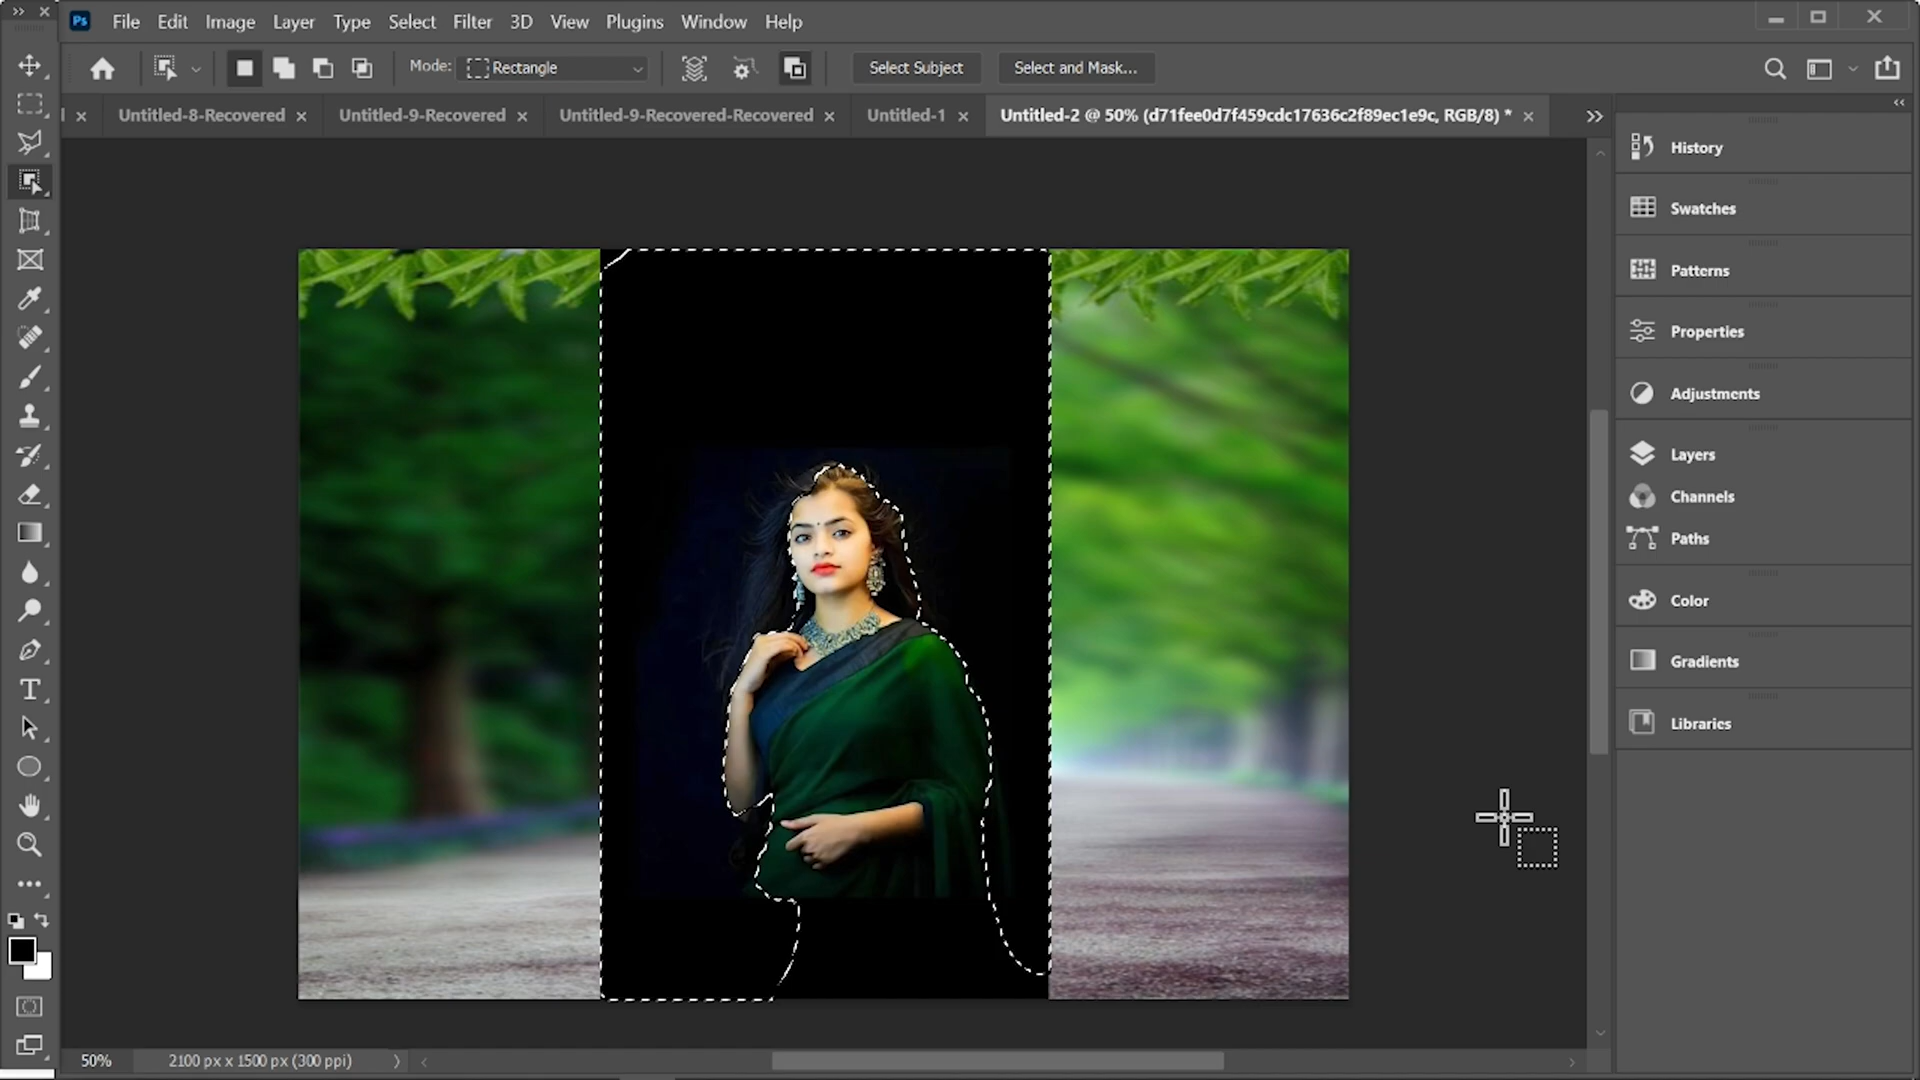 Ps File Edit Image Layer Type Select Filter 3D View Plugins Window Help
Mode: Rectangle Select Subject Select and Mask...
Untitled-8-Recovered Untitled-9-Recovered Untitled-9-Recovered-Recovered Untitled-1 Untitled-2 @ 50% (d71fee0d7f459cdc17636c2f89ec1e9c, RGB/8) *
History
Swatches
Patterns
Properties
Adjustments
Layers
Channels
Paths
Color
Gradients
Libraries
50% 2100 px x 1500 px (300 ppi)